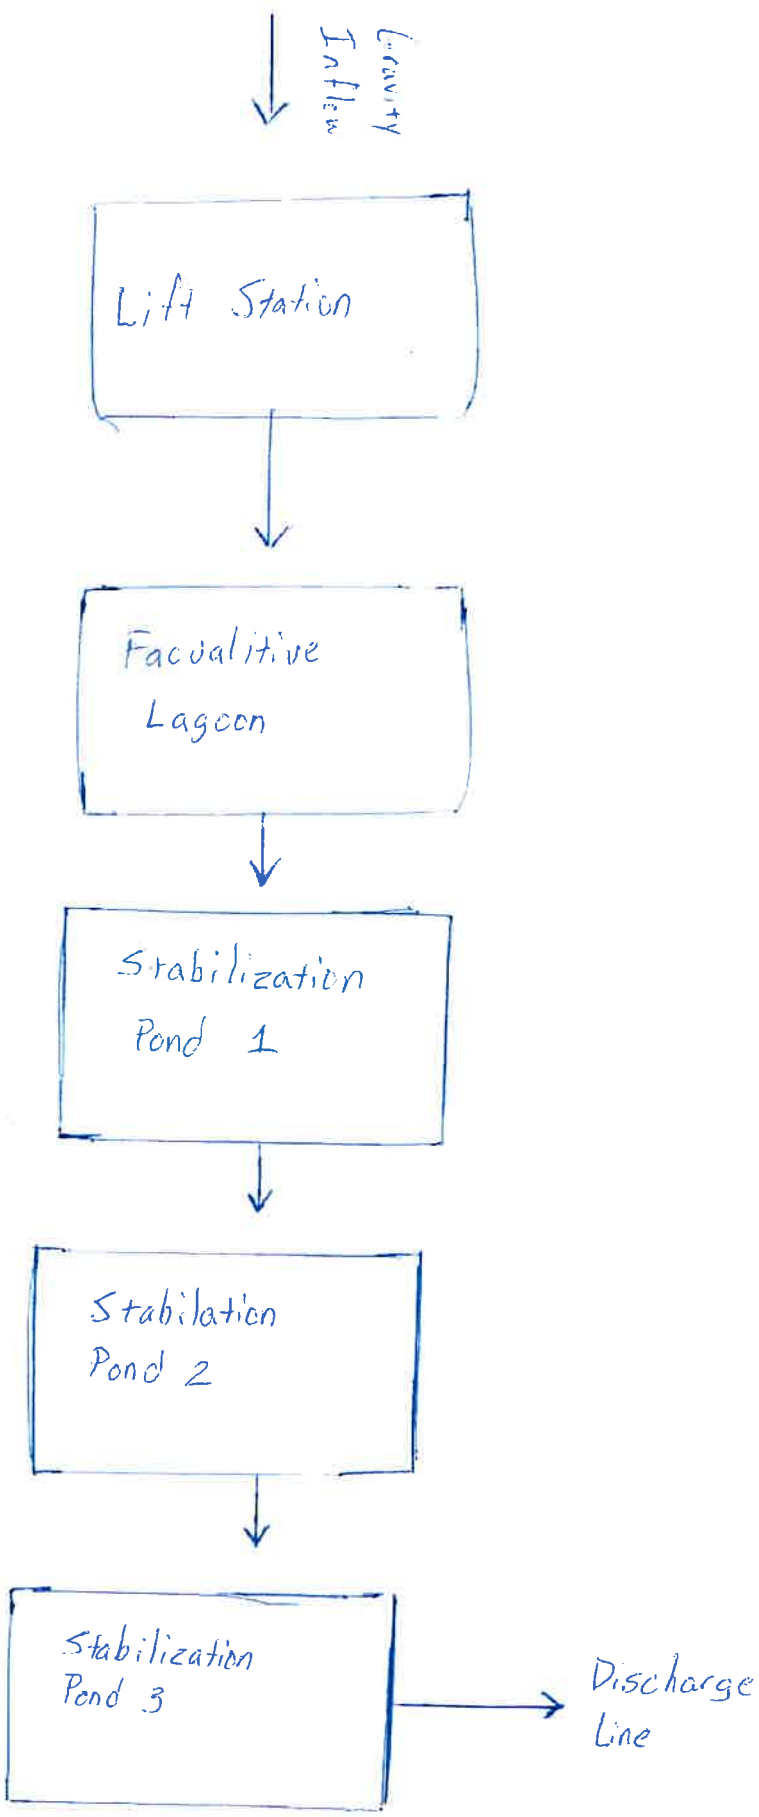 Gravity
Inflow
Lift Station
Facualitive
Lagoon
Stabilization
Pond 1
Stabilation
Pond 2
Stabilization
Pond 3
Discharge
Line